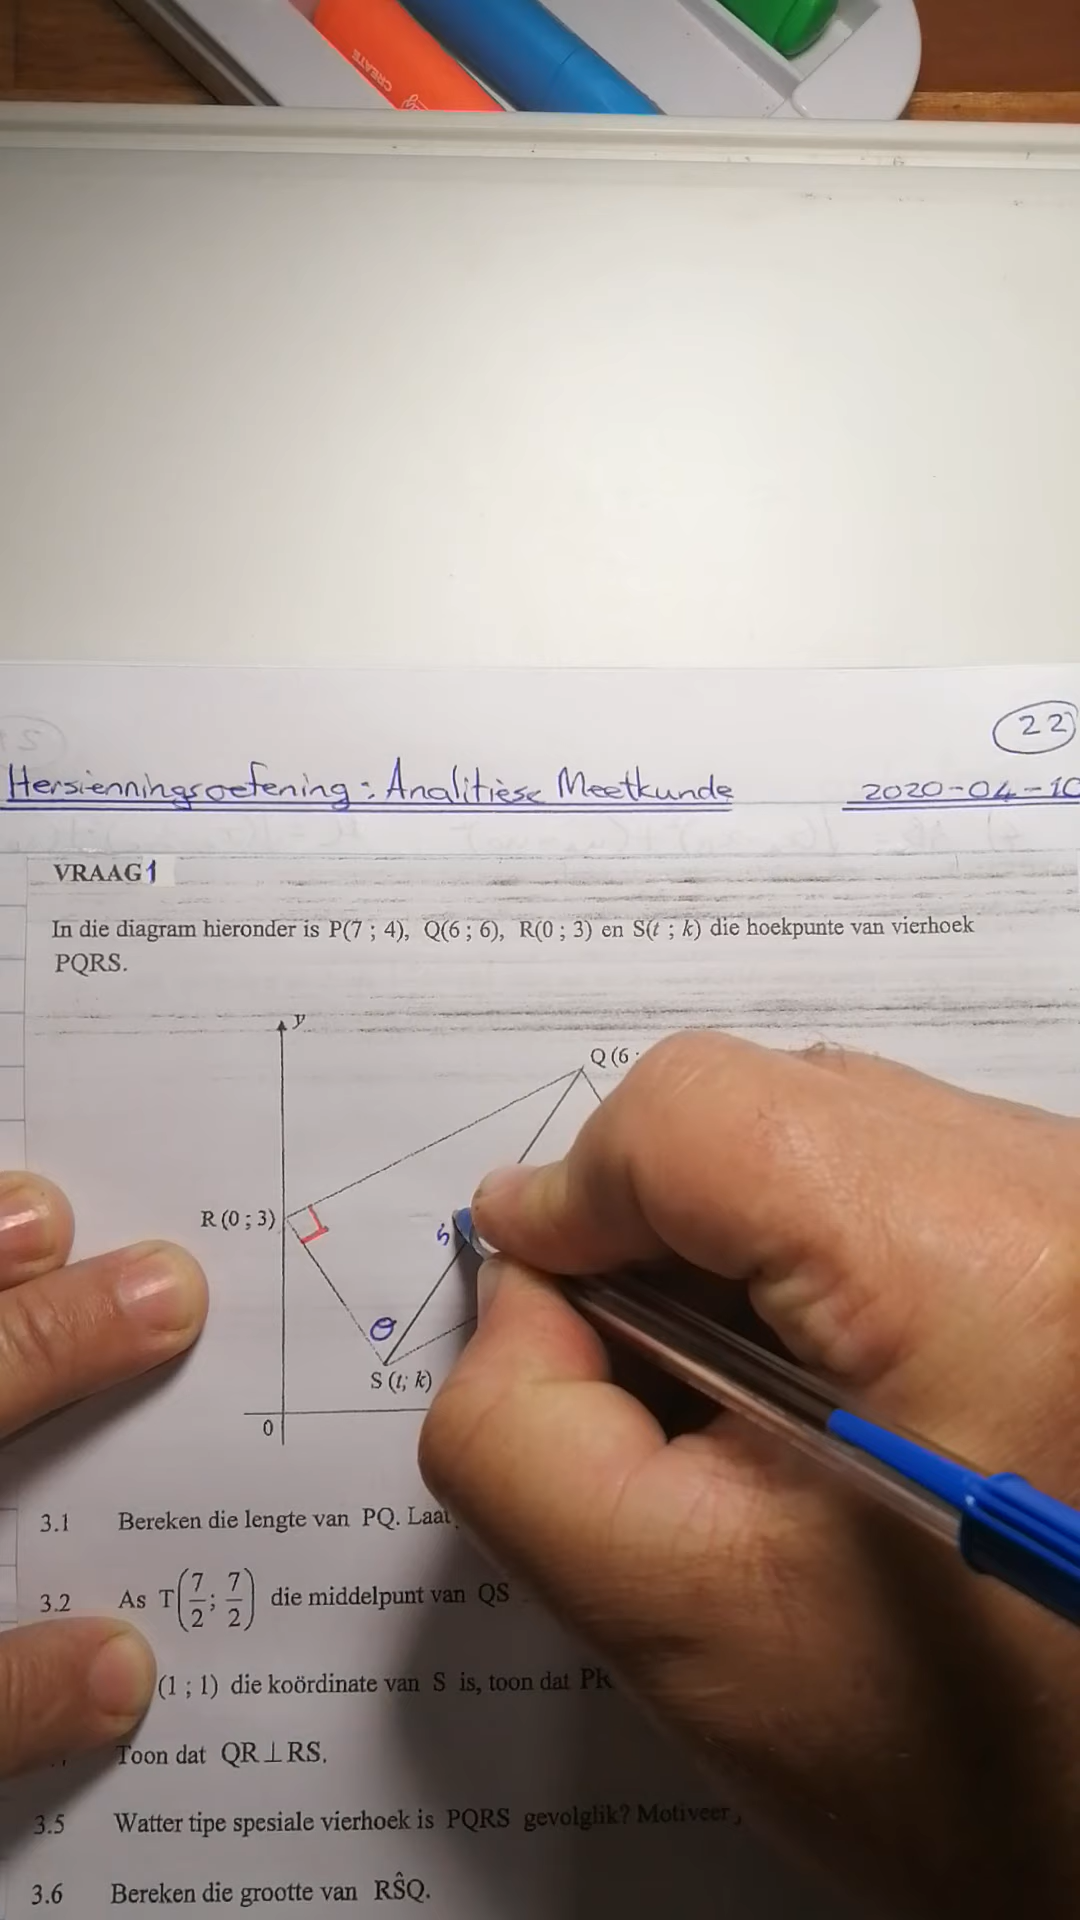 CREATE
22
Hersienningsoefening: Analitiese Meetkunde 2020-04-10
VRAAG 1
In die diagram hieronder is P(7 ; 4), Q(6 ; 6), R(0 ; 3) en S(t ; k) die hoekpunte van vierhoek
PQRS.
y
Q (6
R (0 ; 3)
θ
S (t; k)
0
3.1 Bereken die lengte van PQ. Laat
3.2 As T(7/2 ; 7/2) die middelpunt van QS
(1 ; 1) die koördinate van S is, toon dat PR
Toon dat QR ⊥ RS.
3.5 Watter tipe spesiale vierhoek is PQRS gevolglik? Motiveer
3.6 Bereken die grootte van RŜQ.